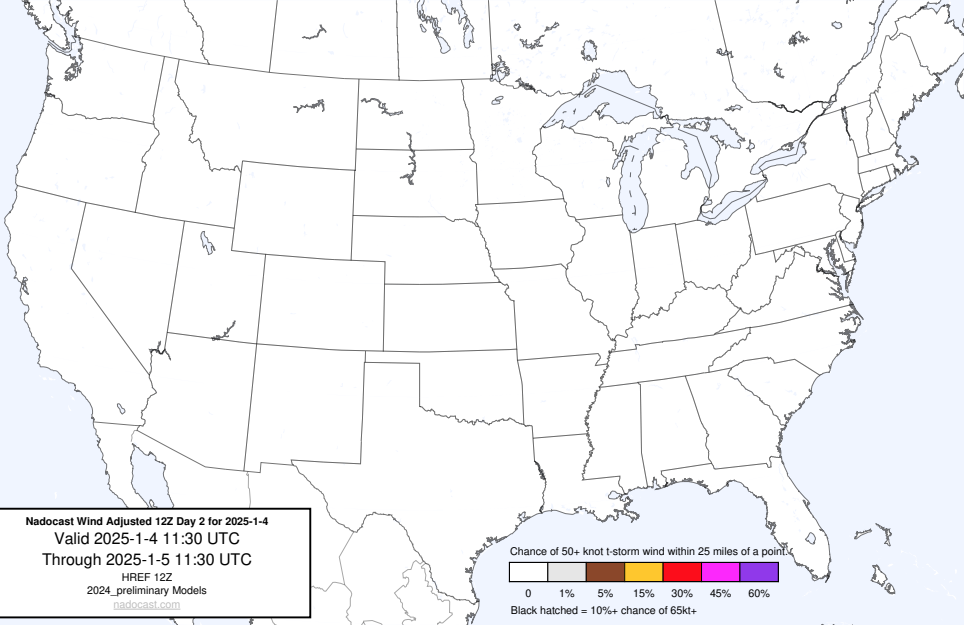 Nadocast Wind Adjusted 12Z Day 2 for 2025-1-4
Valid 2025-1-4 11:30 UTC
Through 2025-1-5 11:30 UTC
HREF 12Z
2024_preliminary Models
nadocast.com
Chance of 50+ knot t-storm wind within 25 miles of a point.
0 1% 5% 15% 30% 45% 60%
Black hatched = 10%+ chance of 65kt+